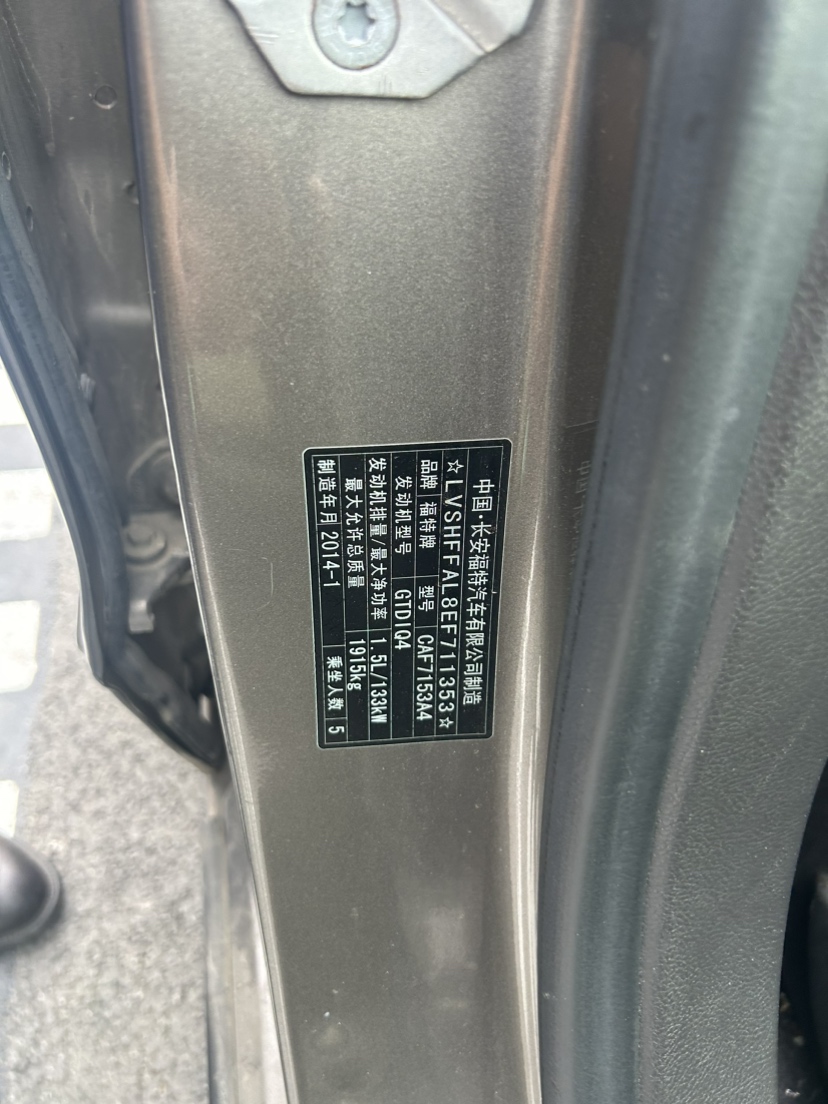 中国·长安福特汽车有限公司制造
☆LVSHFFAL8EF711353☆
品牌 福特牌 型号 CAF7153A4
发动机型号 GTDIQ4
发动机排量/最大净功率 1.5L/133kW
最大允许总质量 1915kg
制造年月 2014-1 乘坐人数 5